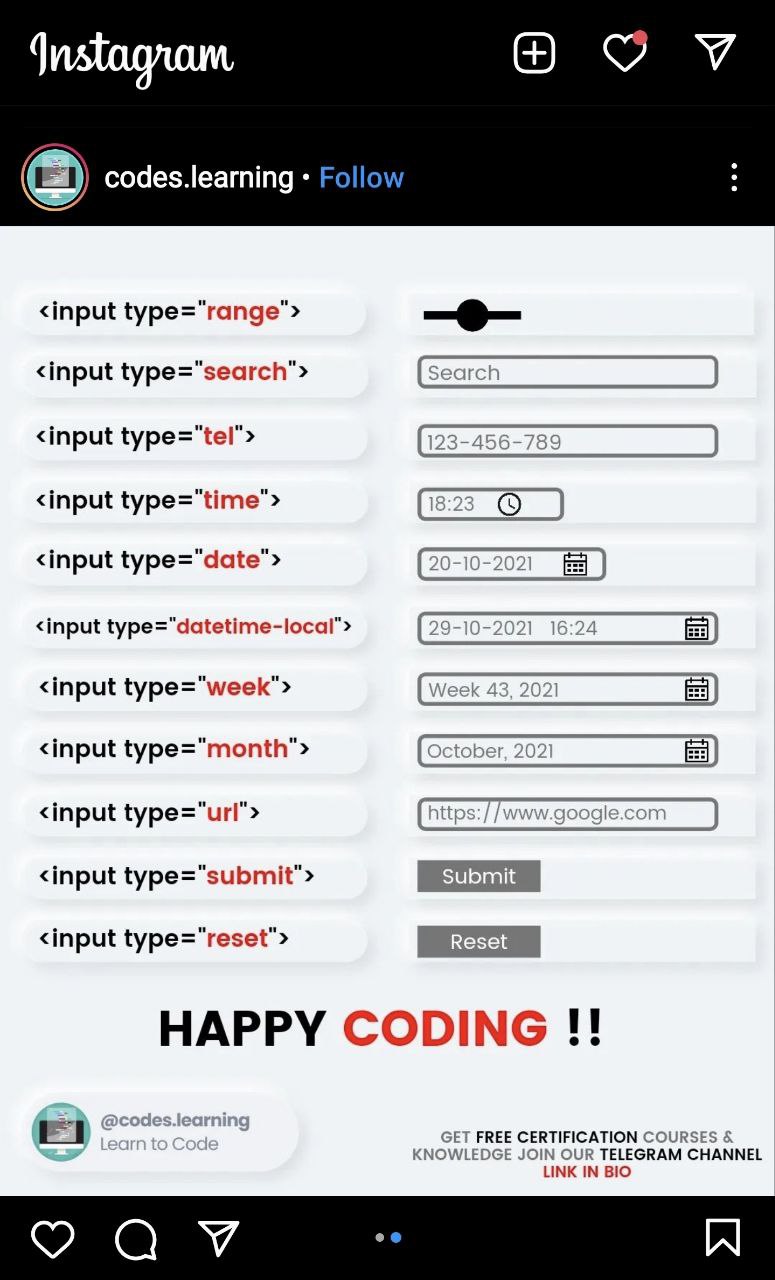 Instagram
codes.learning • Follow
<input type="range">
<input type="search"> Search
<input type="tel"> 123-456-789
<input type="time"> 18:23
<input type="date"> 20-10-2021
<input type="datetime-local"> 29-10-2021 16:24
<input type="week"> Week 43, 2021
<input type="month"> October, 2021
<input type="url"> https://www.google.com
<input type="submit"> Submit
<input type="reset"> Reset
HAPPY CODING !!
@codes.learning
Learn to Code
GET FREE CERTIFICATION COURSES &
KNOWLEDGE JOIN OUR TELEGRAM CHANNEL
LINK IN BIO